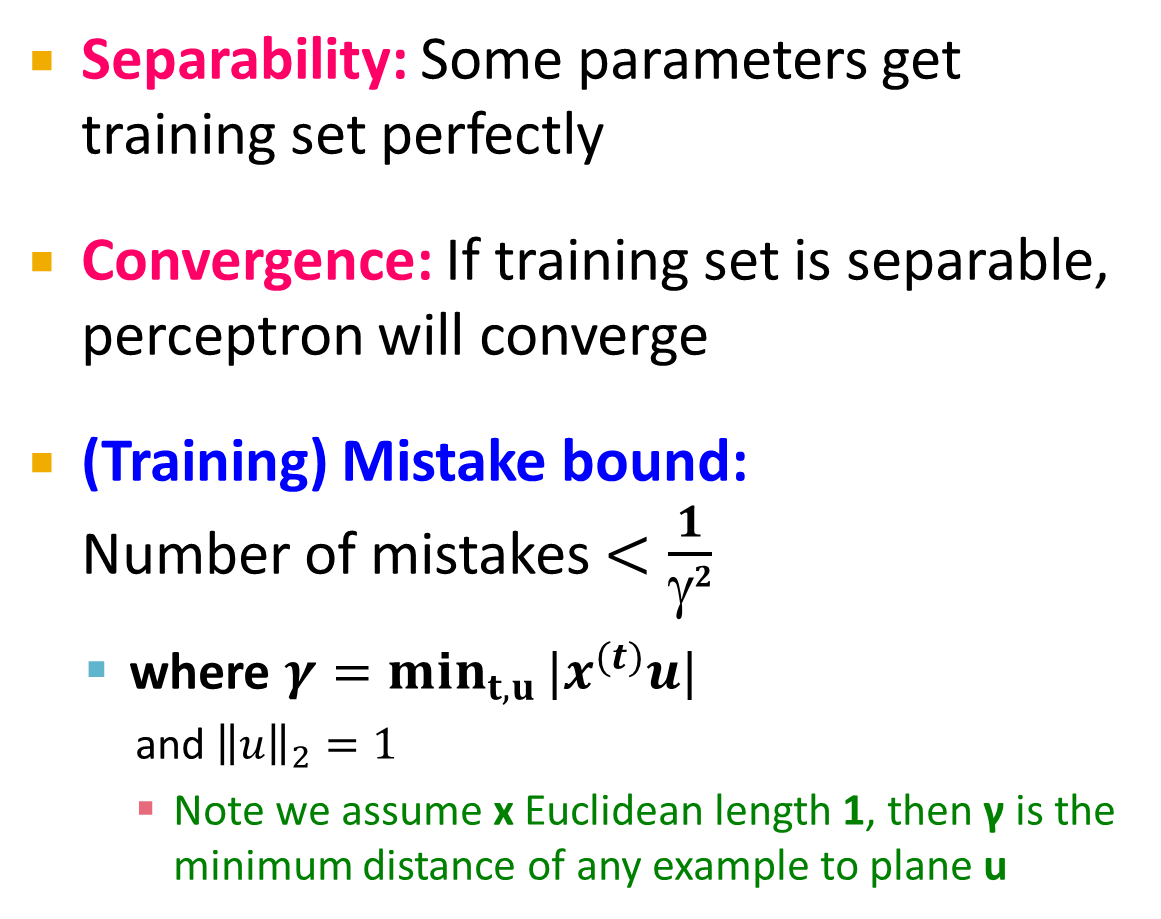 ▪ Separability: Some parameters get
training set perfectly
▪ Convergence: If training set is separable,
perceptron will converge
▪ (Training) Mistake bound:
Number of mistakes < 1/γ²
▪ where γ = min_{t,u} |x^{(t)}u|
and ‖u‖₂ = 1
▪ Note we assume x Euclidean length 1, then γ is the
minimum distance of any example to plane u